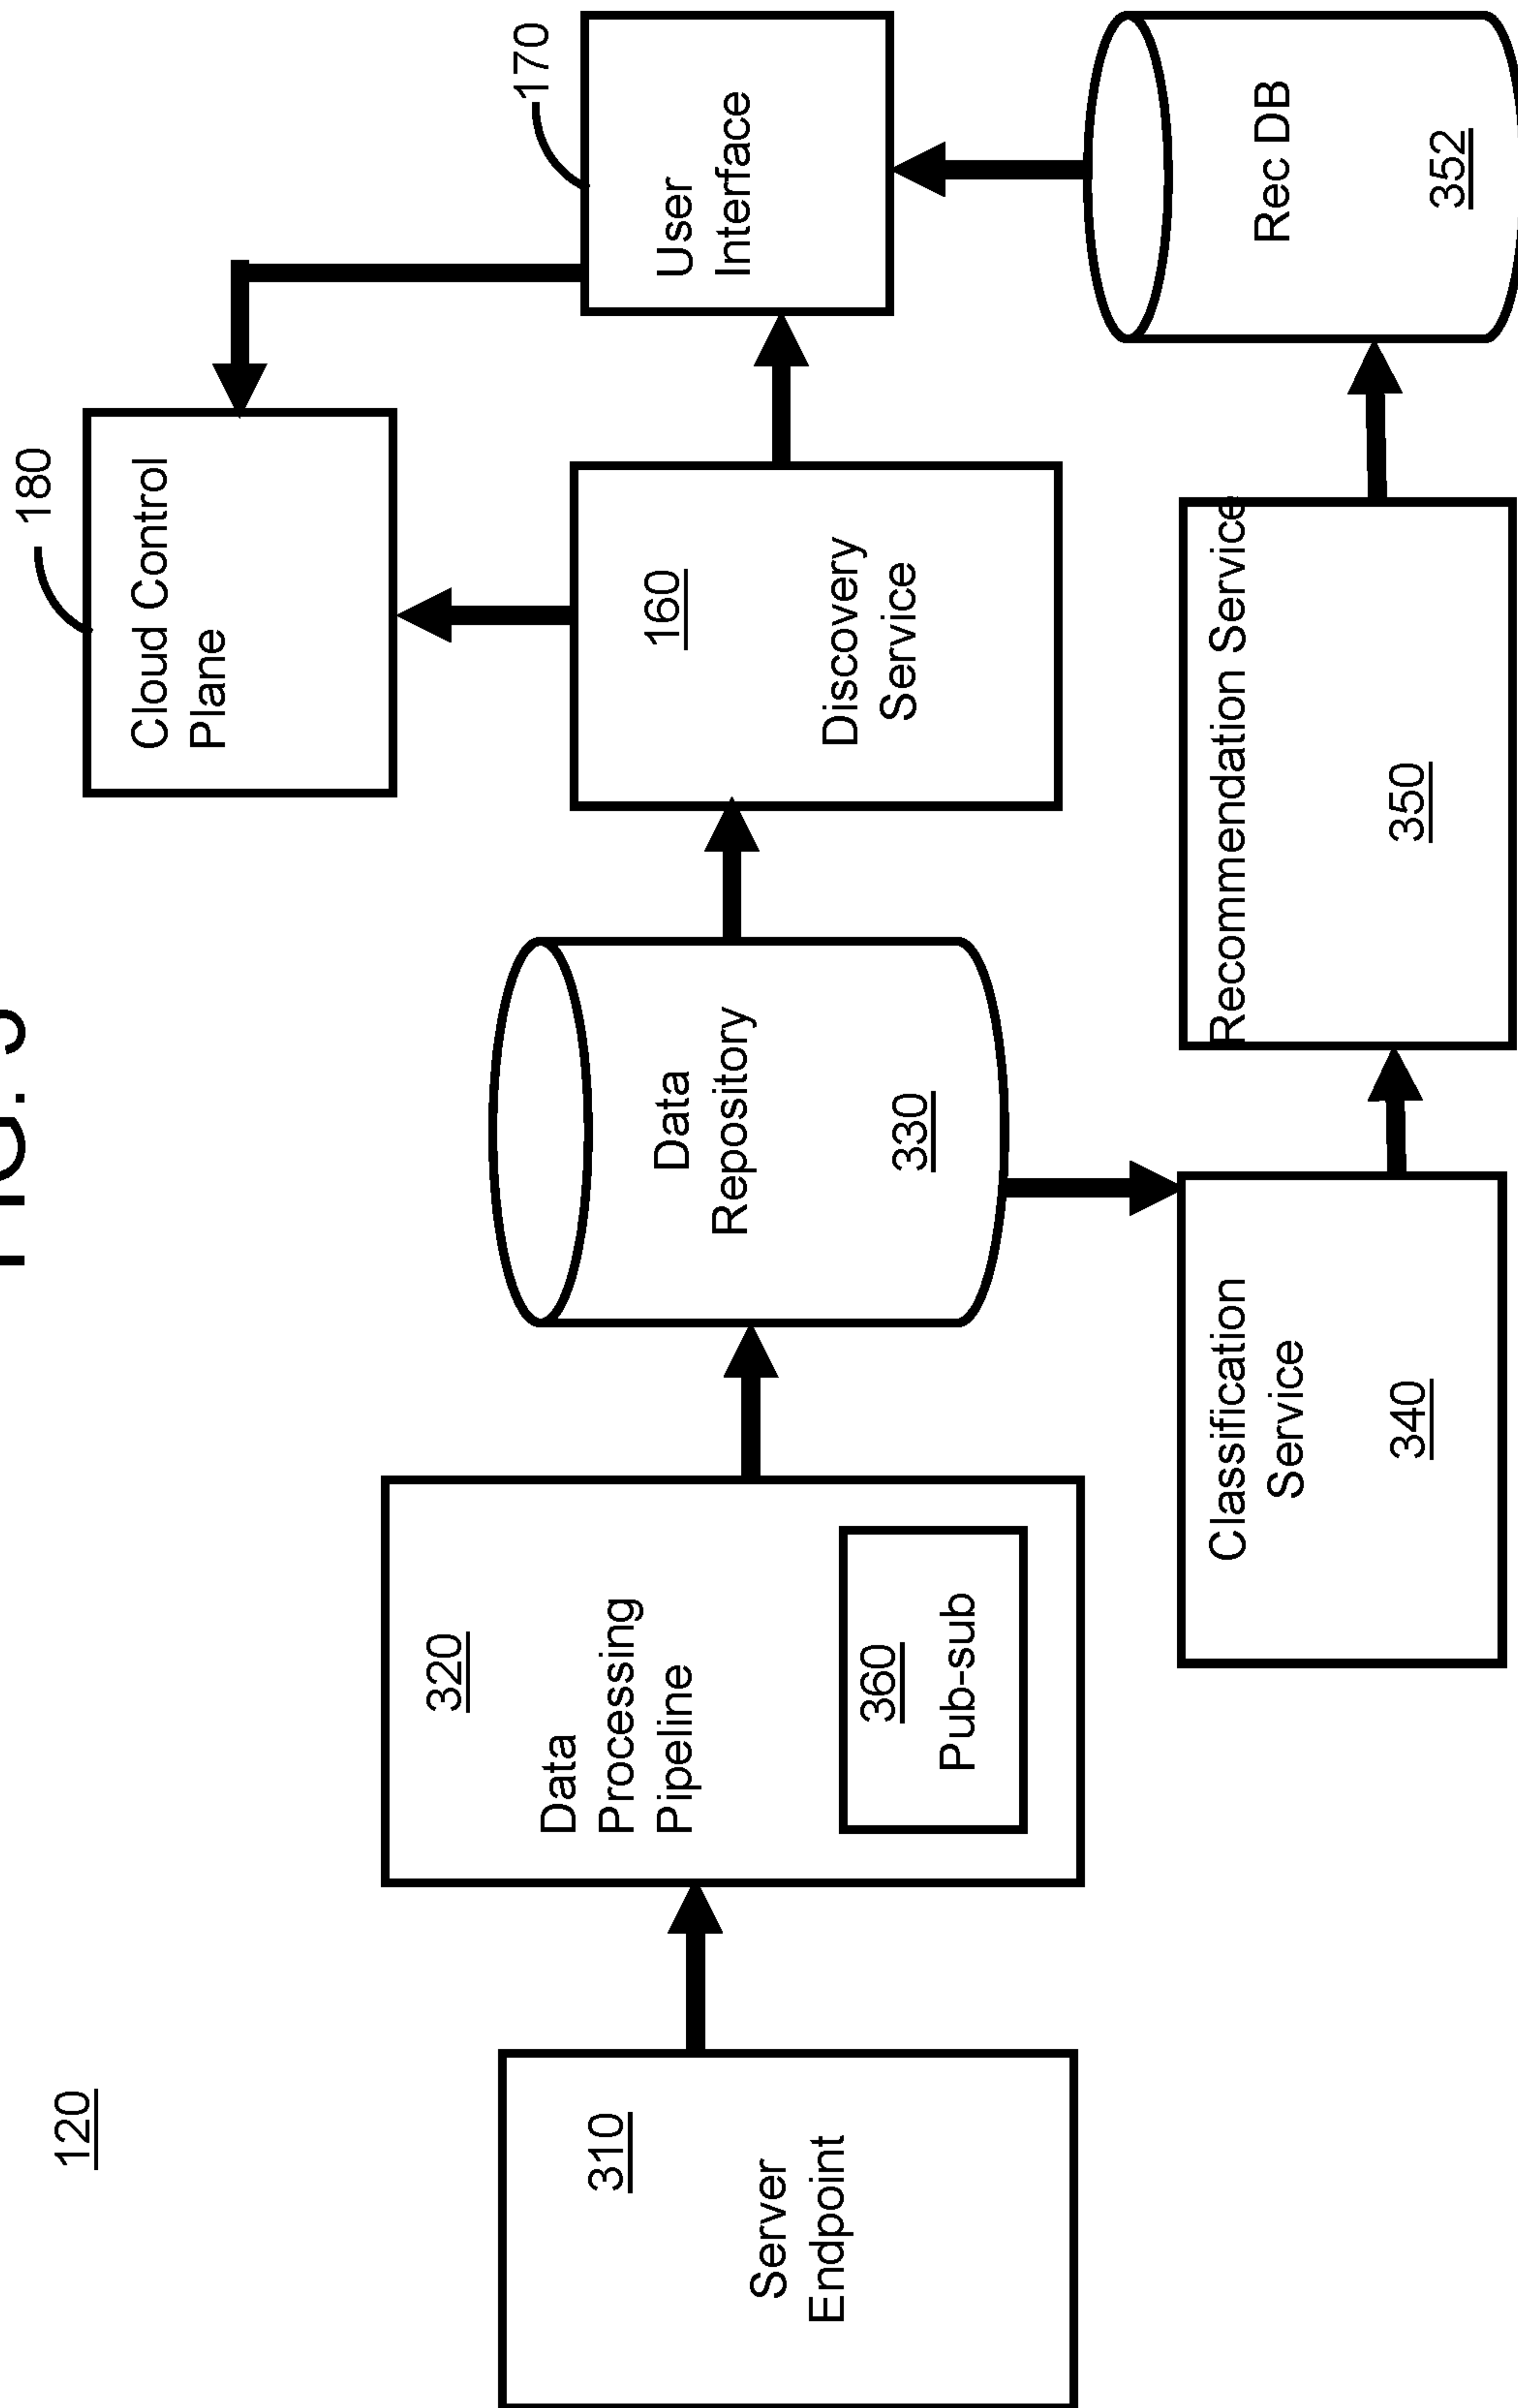 FIG.
120
180
Cloud Control
Plane
170
User
Interface
310
Server
Endpoint
320
Data
Processing
Pipeline
360
Pub-sub
Data
Repository
330
160
Discovery
Service
Classification
Service
340
Recommendation Service
350
Rec DB
352